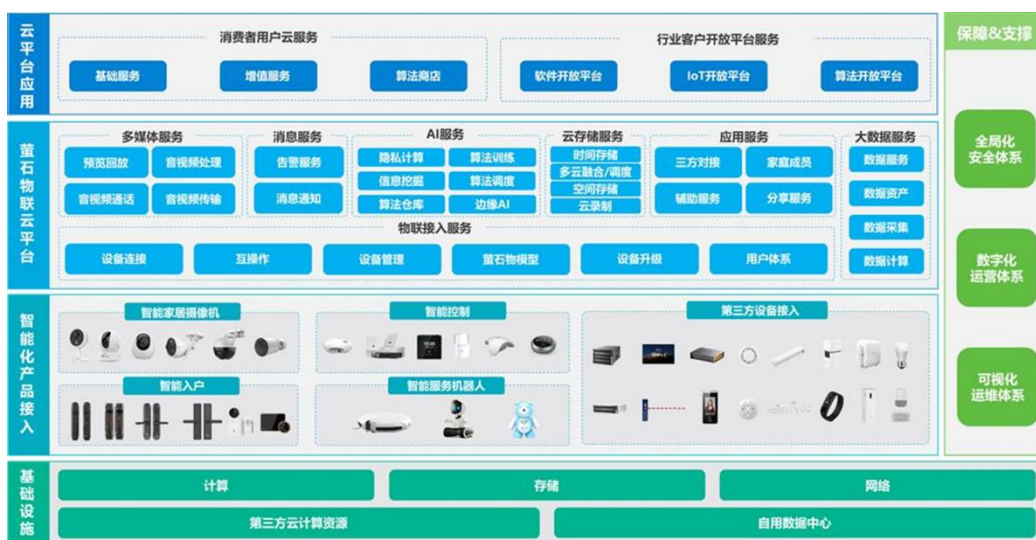 云平台应用
消费者用户云服务
基础服务
增值服务
算法商店
行业客户开放平台服务
软件开放平台
IoT开放平台
算法开放平台
萤石物联云平台
多媒体服务
预览回放
音视频处理
音视频通话
音视频传输
消息服务
告警服务
消息通知
AI服务
隐私计算
算法训练
信息挖掘
算法调度
算法仓库
边缘AI
云存储服务
时间存储
多云融合/调度
空间存储
云录制
应用服务
三方对接
家庭成员
辅助服务
分享服务
大数据服务
数据服务
数据资产
数据采集
数据计算
物联接入服务
设备连接
互操作
设备管理
萤石物模型
设备升级
用户体系
智能化产品接入
智能家居摄像机
智能控制
第三方设备接入
智能入户
智能服务机器人
基础设施
计算
存储
网络
第三方云计算资源
自用数据中心
保障&支撑
全局化
安全体系
数字化
运营体系
可视化
运维体系